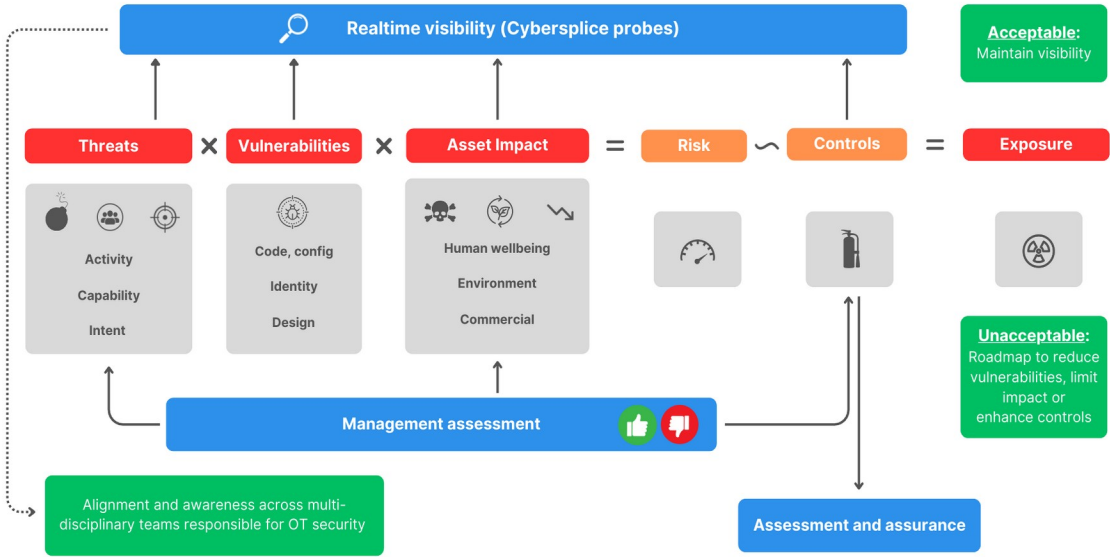 Realtime visibility (Cybersplice probes)
Acceptable:
Maintain visibility
Threats × Vulnerabilities × Asset Impact = Risk ~ Controls = Exposure
Activity
Capability
Intent
Code, config
Identity
Design
Human wellbeing
Environment
Commercial
Unacceptable:
Roadmap to reduce
vulnerabilities, limit
impact or
enhance controls
Management assessment
Alignment and awareness across multi-
disciplinary teams responsible for OT security
Assessment and assurance